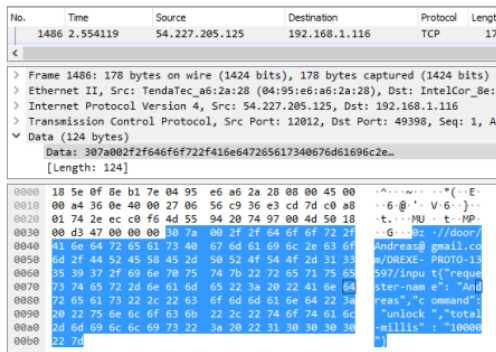 No. Time Source Destination Protocol Lengt
1486 2.554119 54.227.205.125 192.168.1.116 TCP 17
Frame 1486: 178 bytes on wire (1424 bits), 178 bytes captured (1424 bits)
Ethernet II, Src: TendaTec_a6:2a:28 (04:95:e6:a6:2a:28), Dst: IntelCor_8e:
Internet Protocol Version 4, Src: 54.227.205.125, Dst: 192.168.1.116
Transmission Control Protocol, Src Port: 12012, Dst Port: 49398, Seq: 1, A
Data (124 bytes)
Data: 307a002f2f646f6f722f416e647265617340676d61696c2e…
[Length: 124]
0000 18 5e 0f 8e b1 7e 04 95 e6 a6 2a 28 08 00 45 00 ·^···~·· ··*(··E·
0010 00 a4 36 0e 40 00 27 06 56 c9 36 e3 cd 7d c0 a8 ··6·@·'· V·6··}··
0020 01 74 2e ec c0 f6 4d 55 94 20 74 97 00 4d 50 18 ·t.···MU · t··MP·
0030 00 d3 47 00 00 00 30 7a 00 2f 2f 64 6f 6f 72 2f ··G···0z ·//door/
0040 41 6e 64 72 65 61 73 40 67 6d 61 69 6c 2e 63 6f Andreas@ gmail.co
0050 6d 2f 44 52 45 58 45 2d 50 52 4f 54 4f 2d 31 33 m/DREXE- PROTO-13
0060 35 39 37 2f 69 6e 70 75 74 7b 22 72 65 71 75 65 597/inpu t{"reque
0070 73 74 65 72 2d 6e 61 6d 65 22 3a 20 22 41 6e 64 ster-nam e": "And
0080 72 65 61 73 22 2c 22 63 6f 6d 6d 61 6e 64 22 3a reas","c ommand":
0090 20 22 75 6e 6c 6f 63 6b 22 2c 22 74 6f 74 61 6c "unlock ","total
00a0 2d 6d 69 6c 6c 69 73 22 3a 20 22 31 30 30 30 30 -millis" : "10000
00b0 22 7d "}